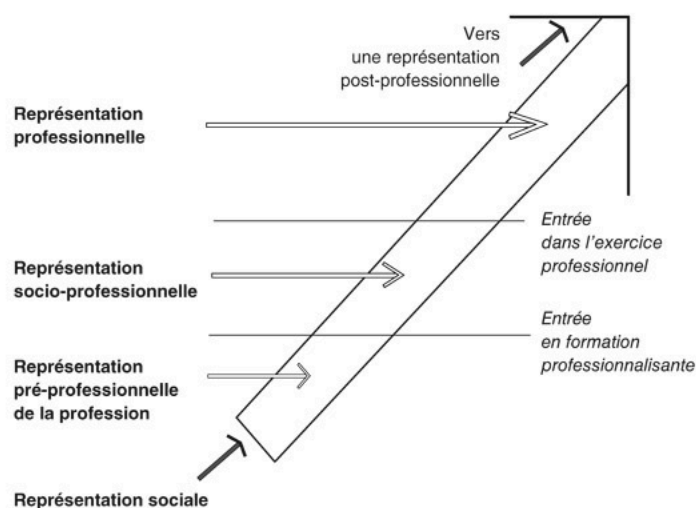 Vers
une représentation
post-professionnelle
Représentation
professionnelle
Entrée
dans l'exercice
professionnel
Représentation
socio-professionnelle
Entrée
en formation
professionnalisante
Représentation
pré-professionnelle
de la profession
Représentation sociale